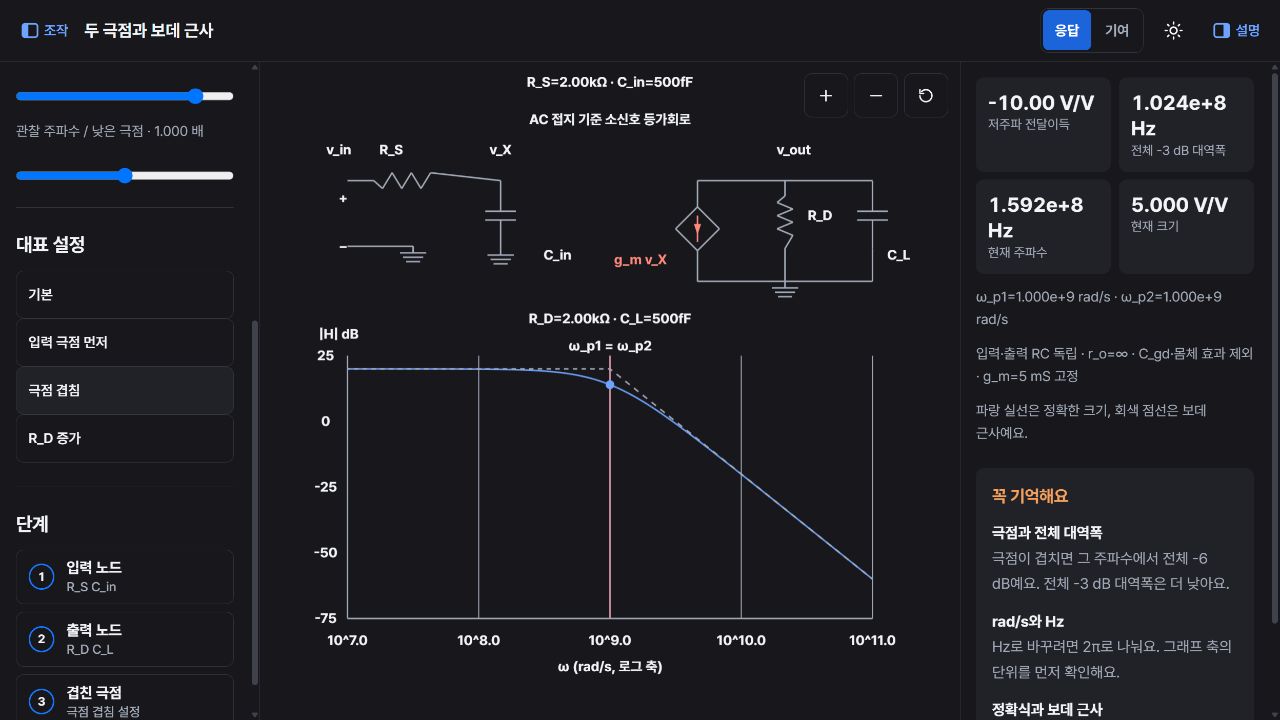 조작
두 극점과 보데 근사
응답
기여
설명
관찰 주파수 / 낮은 극점 · 1.000 배
대표 설정
기본
입력 극점 먼저
극점 겹침
R_D 증가
단계
1
입력 노드
R_S C_in
2
출력 노드
R_D C_L
3
겹친 극점
극점 겹침 설정
R_S=2.00kΩ · C_in=500fF
+
−
AC 접지 기준 소신호 등가회로
v_in
R_S
v_X
v_out
+
−
R_D
C_in
g_m v_X
C_L
R_D=2.00kΩ · C_L=500fF
|H| dB
ω_p1 = ω_p2
25
0
-25
-50
-75
10^7.0
10^8.0
10^9.0
10^10.0
10^11.0
ω (rad/s, 로그 축)
-10.00 V/V
저주파 전달이득
1.024e+8
Hz
전체 -3 dB 대역폭
1.592e+8
Hz
현재 주파수
5.000 V/V
현재 크기
ω_p1=1.000e+9 rad/s · ω_p2=1.000e+9
rad/s
입력·출력 RC 독립 · r_o=∞ · C_gd·몸체 효과 제외
· g_m=5 mS 고정
파랑 실선은 정확한 크기, 회색 점선은 보데
근사예요.
꼭 기억해요
극점과 전체 대역폭
극점이 겹치면 그 주파수에서 전체 -6
dB예요. 전체 -3 dB 대역폭은 더 낮아요.
rad/s와 Hz
Hz로 바꾸려면 2π로 나눠요. 그래프 축의
단위를 먼저 확인해요.
정확식과 보데 근사